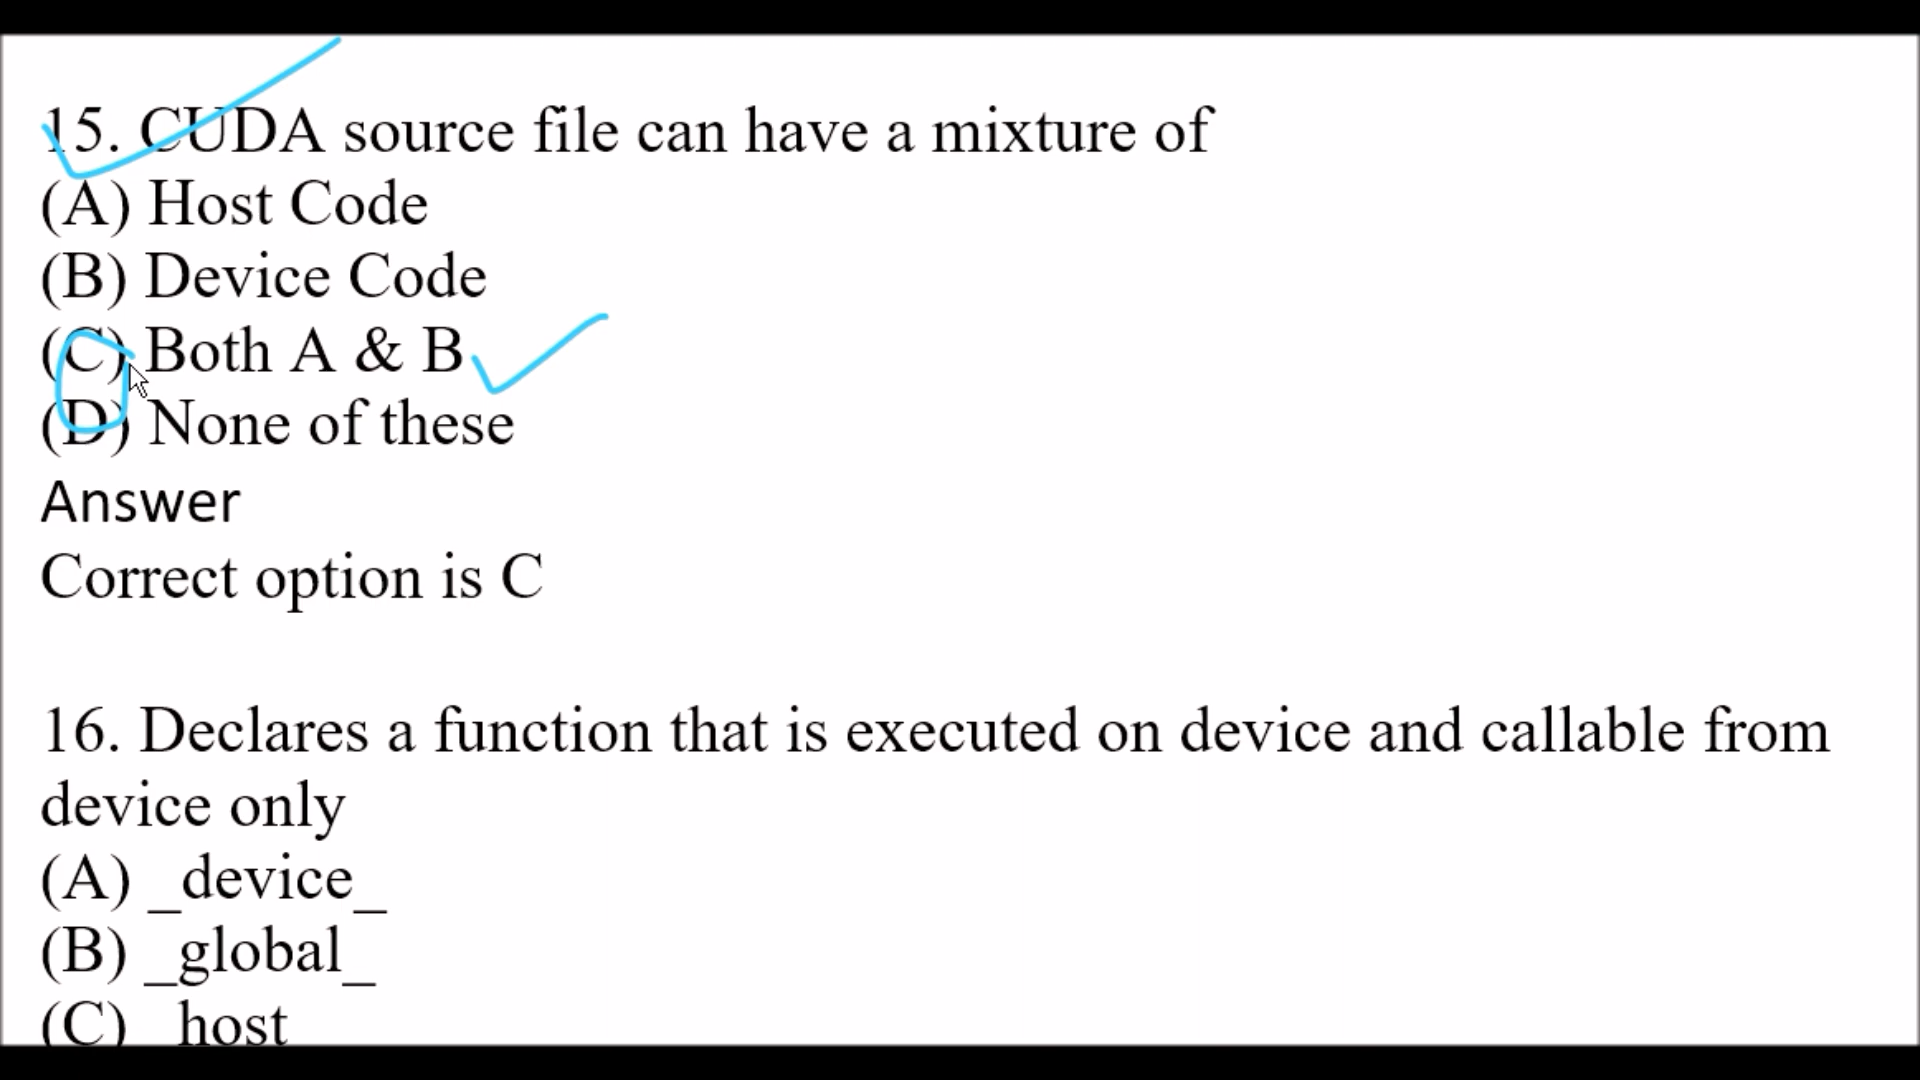 15. CUDA source file can have a mixture of
(A) Host Code
(B) Device Code
(C) Both A & B
(D) None of these
Answer
Correct option is C
16. Declares a function that is executed on device and callable from
device only
(A) _device_
(B) _global_
(C) _host_